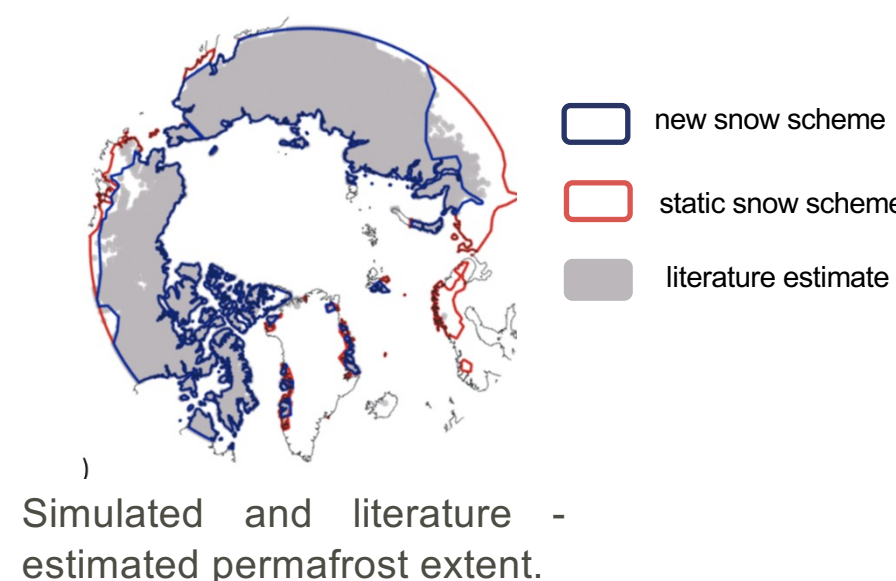 new snow scheme
static snow scheme
literature estimate
)
Simulated and literature -
estimated permafrost extent.